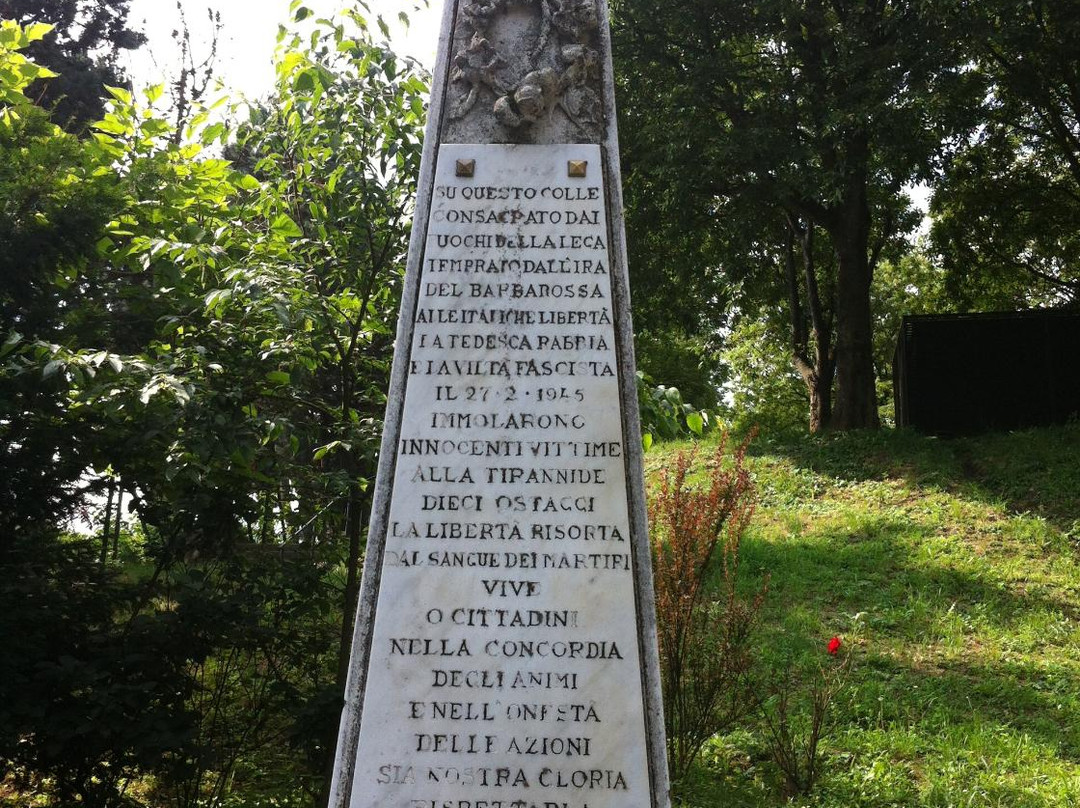 SU QUESTO COLLE
CONSACRATO DAI
FUOCHI DELLA LEGA
TEMPRATO DALL'IRA
DEL BARBAROSSA
ALLE ITALICHE LIBERTÀ
LA TEDESCA RABBIA
E LA VILTÀ FASCISTA
IL 27·2·1945
IMMOLARONO
INNOCENTI VITTIME
ALLA TIRANNIDE
DIECI OSTAGGI
LA LIBERTÀ RISORTA
DAL SANGUE DEI MARTIRI
VIVE
O CITTADINI
NELLA CONCORDIA
DEGLI ANIMI
E NELL'ONESTÀ
DELLE AZIONI
SIA NOSTRA GLORIA
RISPETTARLA